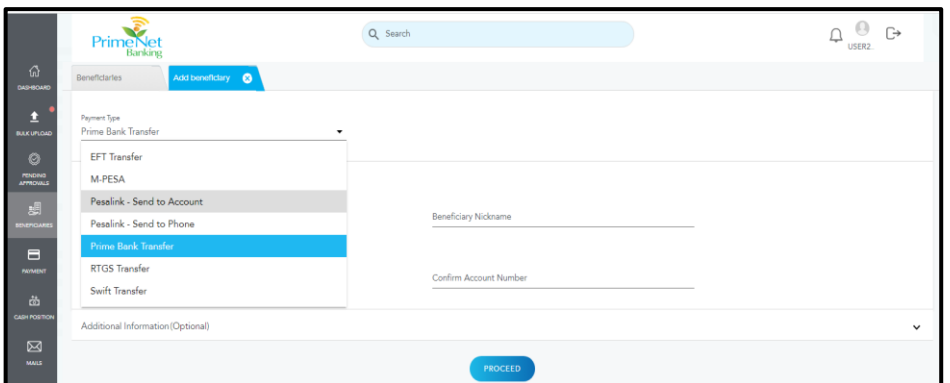 PrimeNet
Banking
Search
USER2..
DASHBOARD
BULK UPLOAD
PENDING
APPROVALS
BENEFICIARIES
PAYMENT
CASH POSITION
MAILS
Beneficiaries
Add beneficiary
Payment Type
Prime Bank Transfer
EFT Transfer
M-PESA
Pesalink - Send to Account
Pesalink - Send to Phone
Prime Bank Transfer
RTGS Transfer
Swift Transfer
Beneficiary Nickname
Confirm Account Number
Additional Information(Optional)
PROCEED